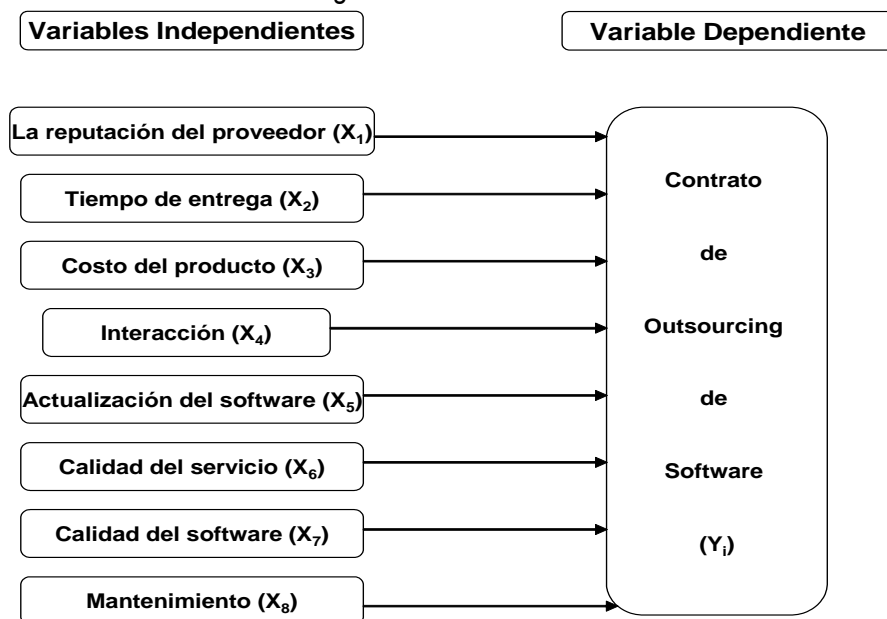 Variables Independientes
Variable Dependiente
La reputación del proveedor (X₁)
Tiempo de entrega (X₂)
Costo del producto (X₃)
Interacción (X₄)
Actualización del software (X₅)
Calidad del servicio (X₆)
Calidad del software (X₇)
Mantenimiento (X₈)
Contrato
de
Outsourcing
de
Software
(Yᵢ)